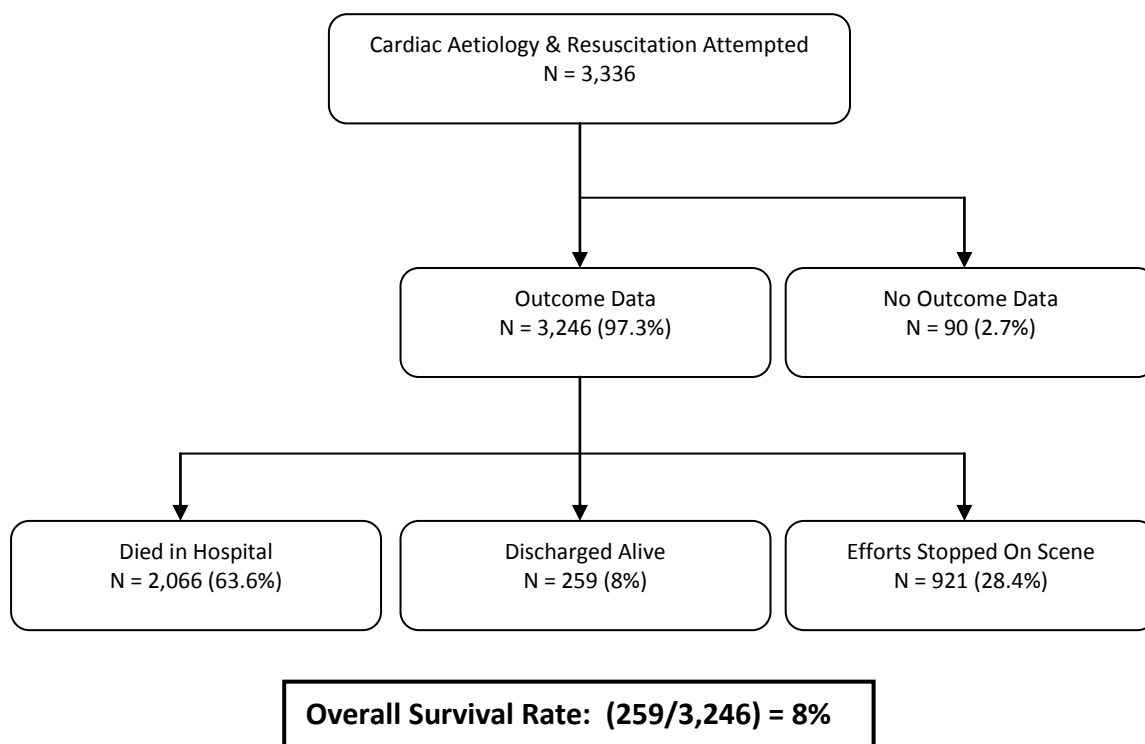 Cardiac Aetiology & Resuscitation Attempted
N = 3,336
Outcome Data
N = 3,246 (97.3%)
No Outcome Data
N = 90 (2.7%)
Died in Hospital
N = 2,066 (63.6%)
Discharged Alive
N = 259 (8%)
Efforts Stopped On Scene
N = 921 (28.4%)
Overall Survival Rate: (259/3,246) = 8%